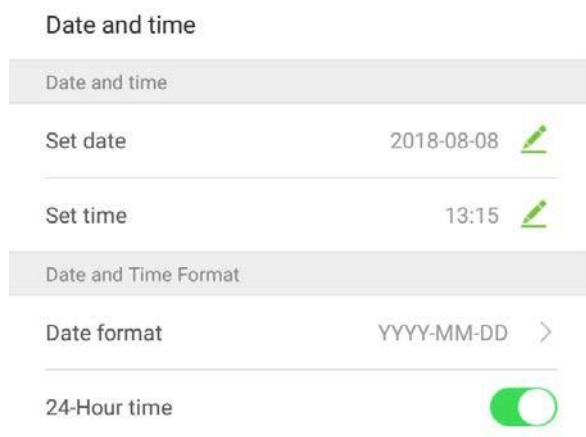 Date and time
Date and time
Set date 2018-08-08
Set time 13:15
Date and Time Format
Date format YYYY-MM-DD
24-Hour time